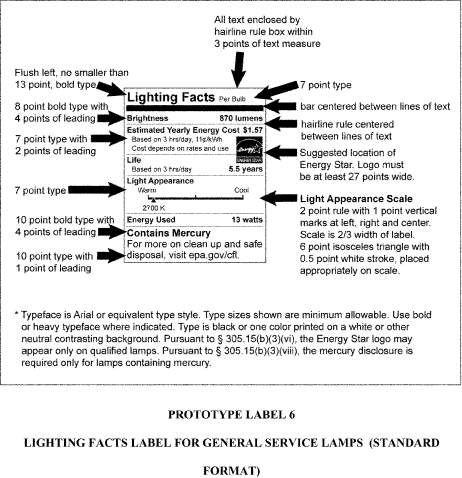 All text enclosed by
hairline rule box within
3 points of text measure
Flush left, no smaller than
13 point, bold type
7 point type
Lighting Facts Per Bulb
8 point bold type with
4 points of leading
bar centered between lines of text
Brightness 870 lumens
hairline rule centered
between lines of text
Estimated Yearly Energy Cost $1.57
7 point type with
2 points of leading
Based on 3 hrs/day, 11¢/kWh
Cost depends on rates and use
ENERGY STAR
Suggested location of
Energy Star. Logo must
be at least 27 points wide.
Life
Based on 3 hrs/day 5.5 years
Light Appearance
7 point type
Warm Cool
2700 K
Light Appearance Scale
2 point rule with 1 point vertical
marks at left, right and center.
Scale is 2/3 width of label.
6 point isosceles triangle with
0.5 point white stroke, placed
appropriately on scale.
10 point bold type with
4 points of leading
Energy Used 13 watts
Contains Mercury
For more on clean up and safe
disposal, visit epa.gov/cfl.
10 point type with
1 point of leading
* Typeface is Arial or equivalent type style. Type sizes shown are minimum allowable. Use bold
or heavy typeface where indicated. Type is black or one color printed on a white or other
neutral contrasting background. Pursuant to § 305.15(b)(3)(vi), the Energy Star logo may
appear only on qualified lamps. Pursuant to § 305.15(b)(3)(viii), the mercury disclosure is
required only for lamps containing mercury.
PROTOTYPE LABEL 6
LIGHTING FACTS LABEL FOR GENERAL SERVICE LAMPS (STANDARD
FORMAT)